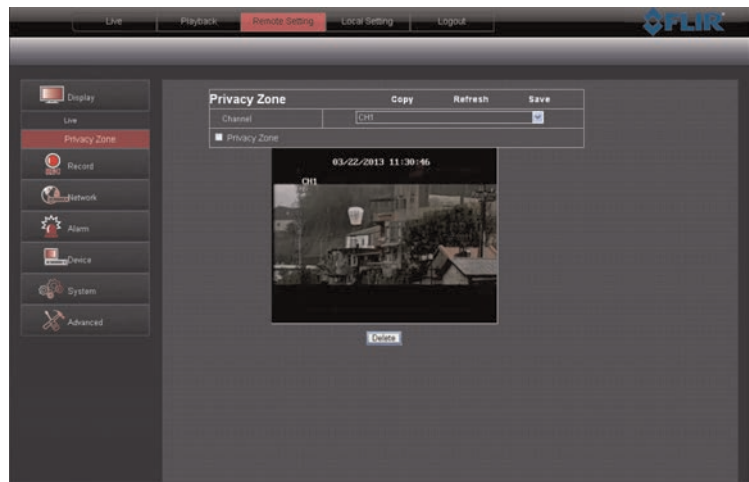 Live Playback Remote Setting Local Setting Logout
FLIR
Display
Live
Privacy Zone
Record
Network
Alarm
Device
System
Advanced
Privacy Zone Copy Refresh Save
Channel CH1
Privacy Zone
03/22/2013 11:30:46
CH1
Delete